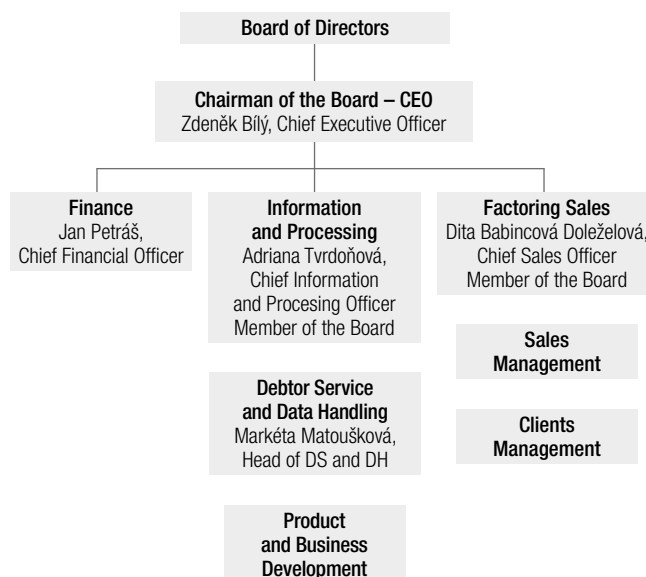 Board of Directors
Chairman of the Board – CEO
Zdeněk Bílý, Chief Executive Officer
Finance
Jan Petráš,
Chief Financial Officer
Information
and Processing
Adriana Tvrdoňová,
Chief Information
and Procesing Officer
Member of the Board
Factoring Sales
Dita Babincová Doleželová,
Chief Sales Officer
Member of the Board
Sales
Management
Debtor Service
and Data Handling
Markéta Matoušková,
Head of DS and DH
Clients
Management
Product
and Business
Development